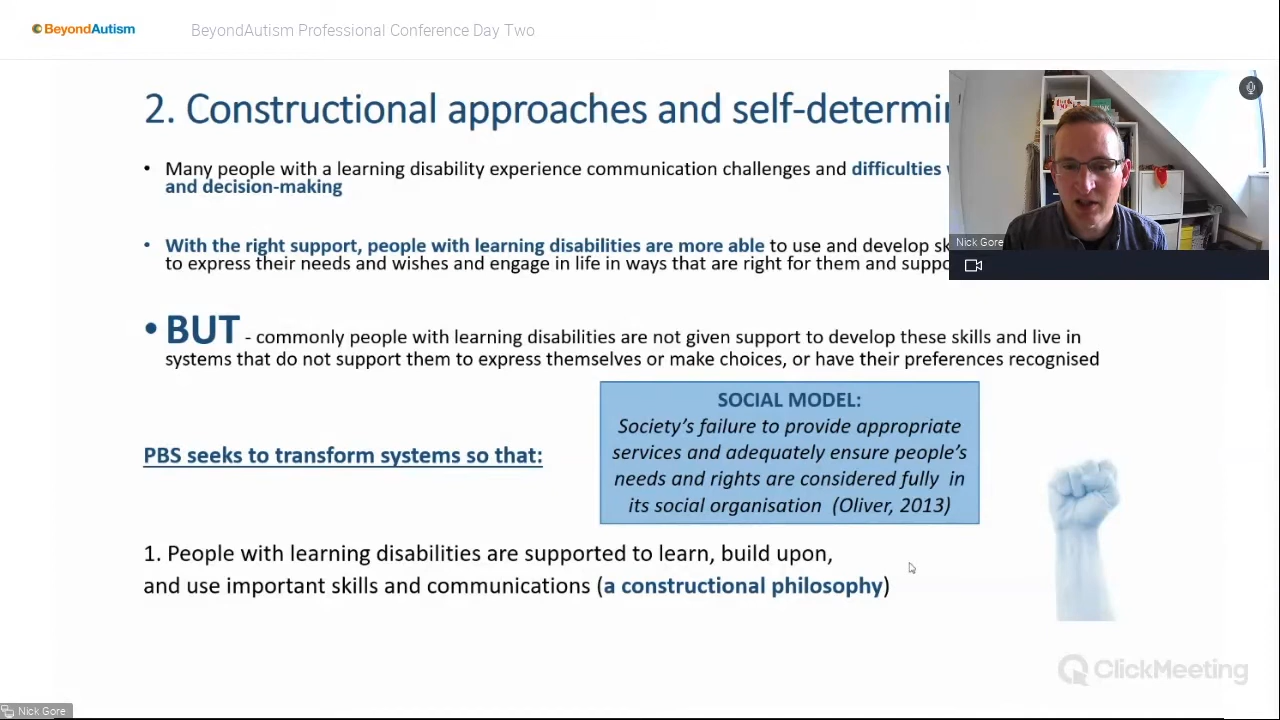 BeyondAutism
BeyondAutism Professional Conference Day Two
2. Constructional approaches and
• Many people with a learning disability experience communication challenges and difficulties
and decision-making
• With the right support, people with learning disabilities are more able to use and develop
to express their needs and wishes and engage in life in ways that are right for them and
Nick Gore
• BUT - commonly people with learning disabilities are not given support to develop these skills and live in
systems that do not support them to express themselves or make choices, or have their preferences recognised
SOCIAL MODEL:
Society's failure to provide appropriate
services and adequately ensure people's
needs and rights are considered fully in
its social organisation (Oliver, 2013)
PBS seeks to transform systems so that:
1. People with learning disabilities are supported to learn, build upon,
and use important skills and communications (a constructional philosophy)
ClickMeeting
Nick Gore